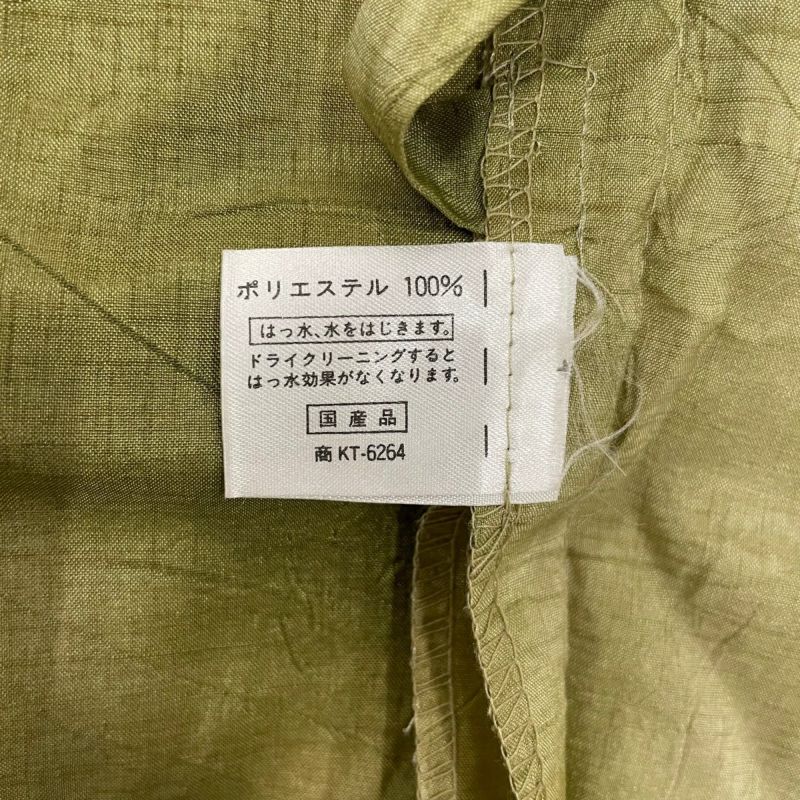 ポリエステル 100%
はっ水、水をはじきます。
ドライクリーニングすると
はっ水効果がなくなります。
国産品
商 KT-6264